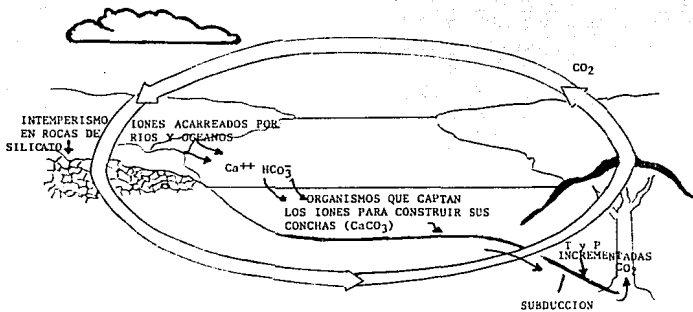 CO₂
INTEMPERISMO
EN ROCAS DE
SILICATO
IONES ACARREADOS POR
RIOS Y OCEANOS
Ca++ HCO₃⁻
ORGANISMOS QUE CAPTAN
LOS IONES PARA CONSTRUIR SUS
CONCHAS (CaCO₃)
T y P
INCREMENTADAS
CO₂
SUBDUCCION